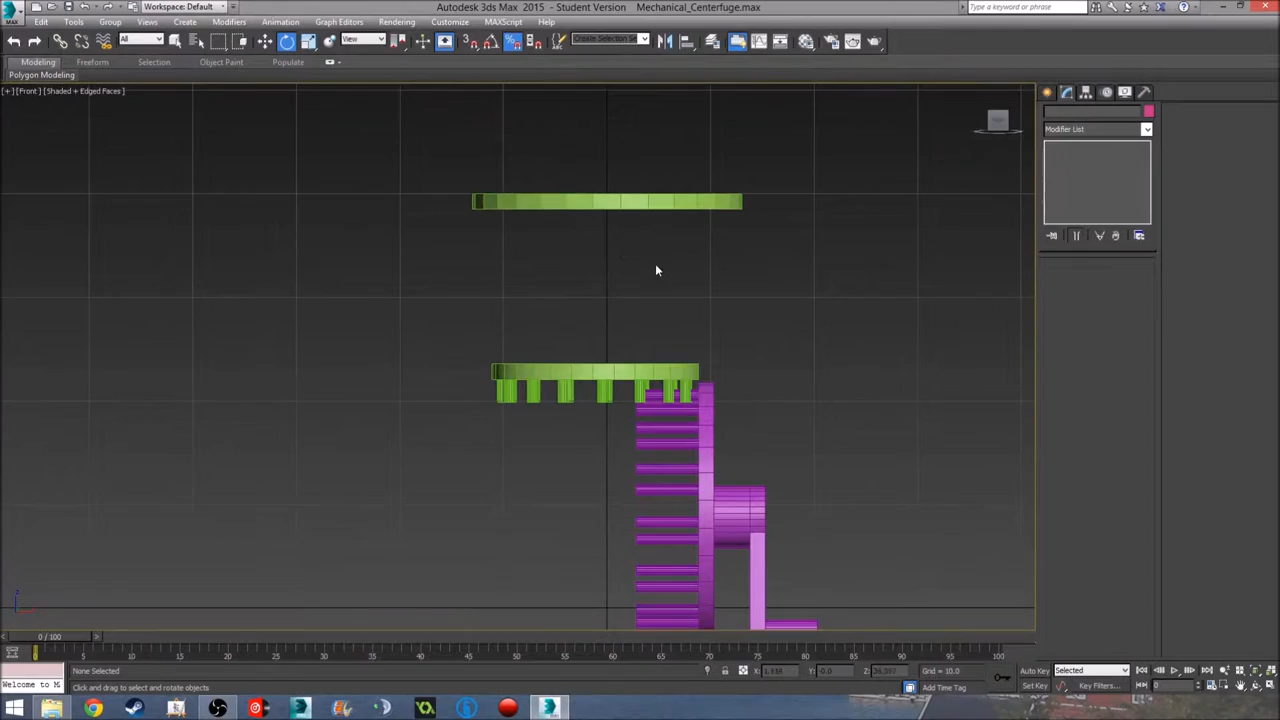 Autodesk 3ds Max 2015 - Student Version    Mechanical_Centerfuge.max
Workspace: Default
Type a keyword or phrase
Edit Tools Group Views Create Modifiers Animation Graph Editors Rendering Customize MAXScript Help
All View Create Selection Se
Modeling Freeform Selection Object Paint Populate
Polygon Modeling
[+] [Front] [Shaded + Edged Faces]
Modifier List
0 / 100
5 10 15 20 25 30 35 40 45 50 55 60 65 70 75 80 85 90 95 100
None Selected X: Y: -0.0 Z: Grid = 10.0 Auto Key Selected
Welcome to M Click and drag to select and rotate objects Add Time Tag Set Key Key Filters... 0